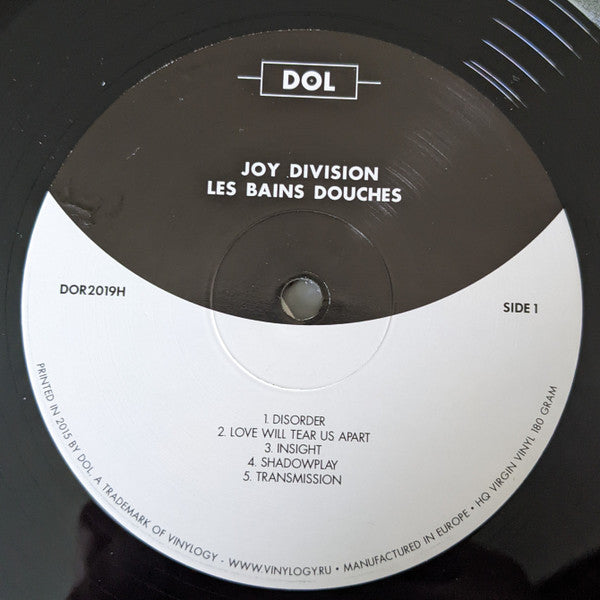 DOL
JOY DIVISION
LES BAINS DOUCHES
DOR2019H
SIDE 1
1. DISORDER
2. LOVE WILL TEAR US APART
3. INSIGHT
4. SHADOWPLAY
5. TRANSMISSION
PRINTED IN 2015 BY DOL. A TRADEMARK OF VINYLOGY - WWW.VINYLOGY.RU • MANUFACTURED IN EUROPE • HQ VIRGIN VINYL 180 GRAM